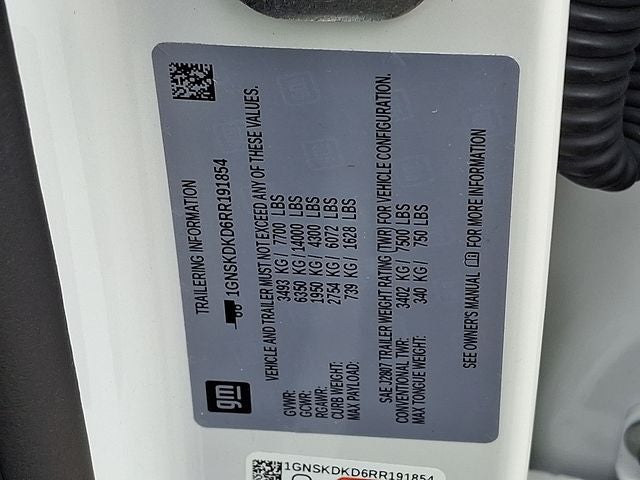 TRAILERING INFORMATION
1GNSKDKD6RR191854
gm
VEHICLE AND TRAILER MUST NOT EXCEED ANY OF THESE VALUES.
GVWR: 3493 KG/ 7700 LBS
GCWR: 6350 KG/14000 LBS
RGAWR: 1950 KG/ 4300 LBS
CURB WEIGHT: 2754 KG/ 6072 LBS
MAX PAYLOAD: 739 KG/ 1628 LBS
SAE J2807 TRAILER WEIGHT RATING (TWR) FOR VEHICLE CONFIGURATION.
CONVENTIONAL TWR: 3402 KG/ 7500 LBS
MAX TONGUE WEIGHT: 340 KG/ 750 LBS
SEE OWNER'S MANUAL FOR MORE INFORMATION
1GNSKDKD6RR191854